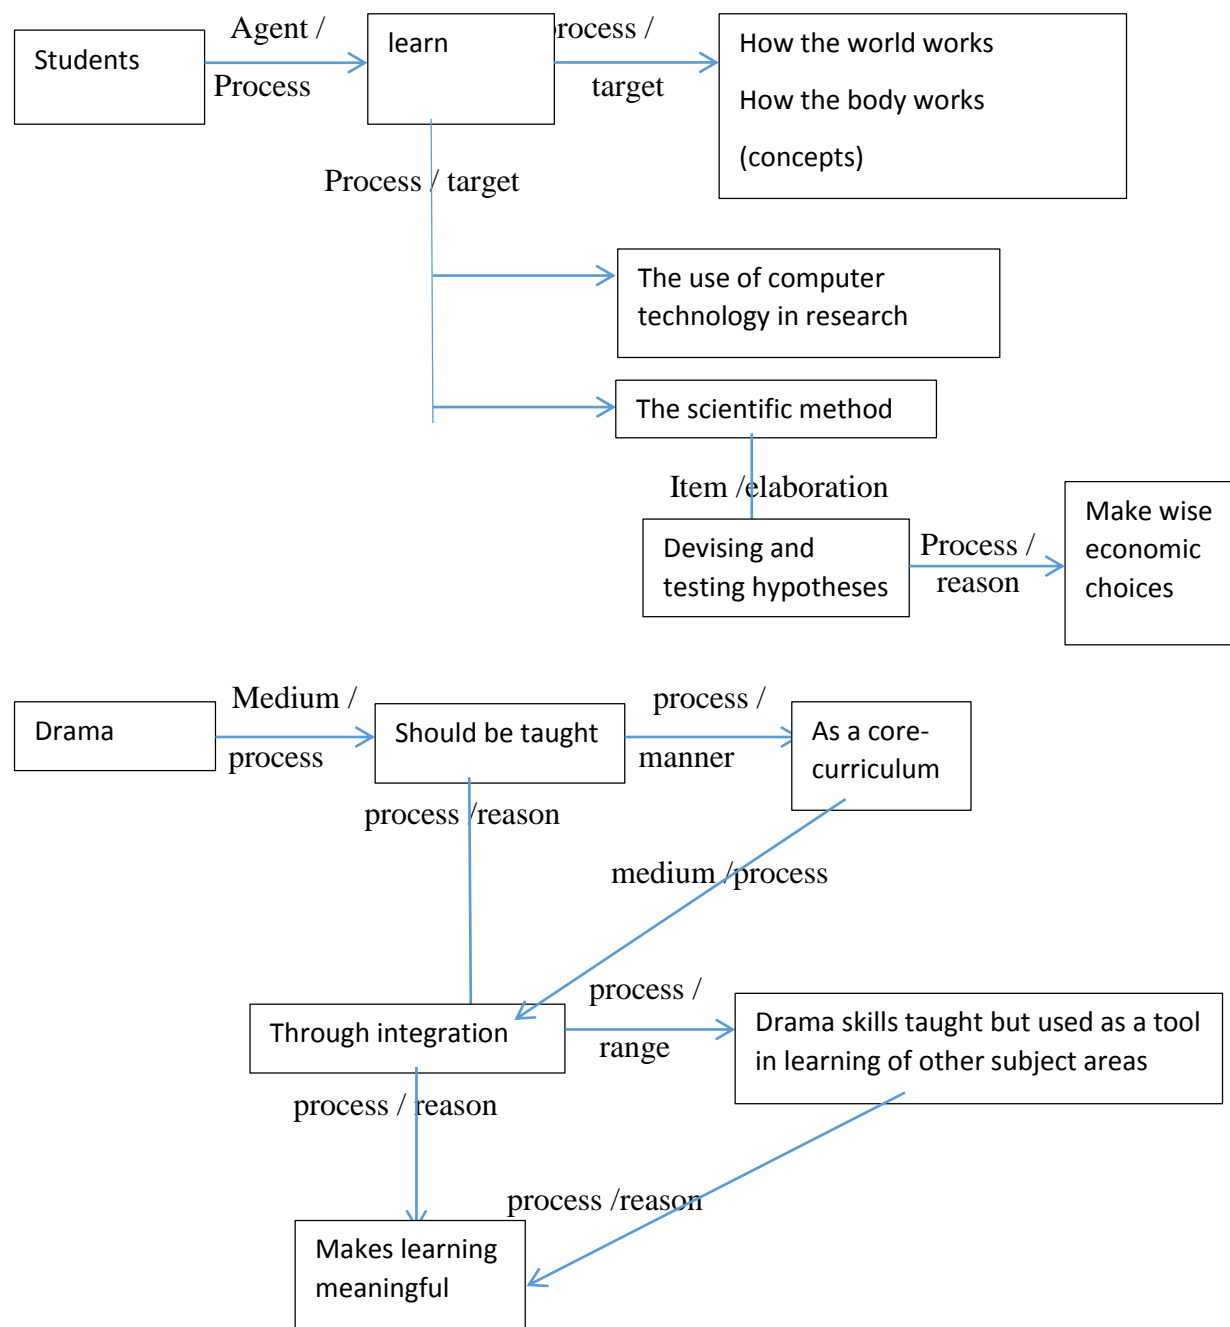 Students
Agent /
Process
learn
process /
target
How the world works
How the body works
(concepts)
Process / target
The use of computer
technology in research
The scientific method
Item /elaboration
Devising and
testing hypotheses
Process /
reason
Make wise
economic
choices
Drama
Medium /
process
Should be taught
process /
manner
As a core-
curriculum
process /reason
medium /process
Through integration
process /
range
Drama skills taught but used as a tool
in learning of other subject areas
process / reason
process /reason
Makes learning
meaningful